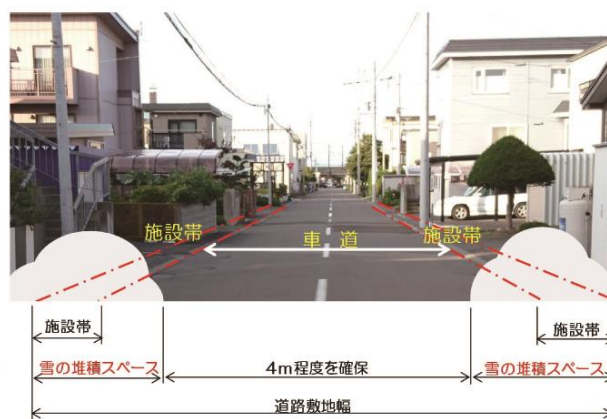 施設帯
車道
施設帯
施設帯
施設帯
雪の堆積スペース
4m程度を確保
雪の堆積スペース
道路敷地幅